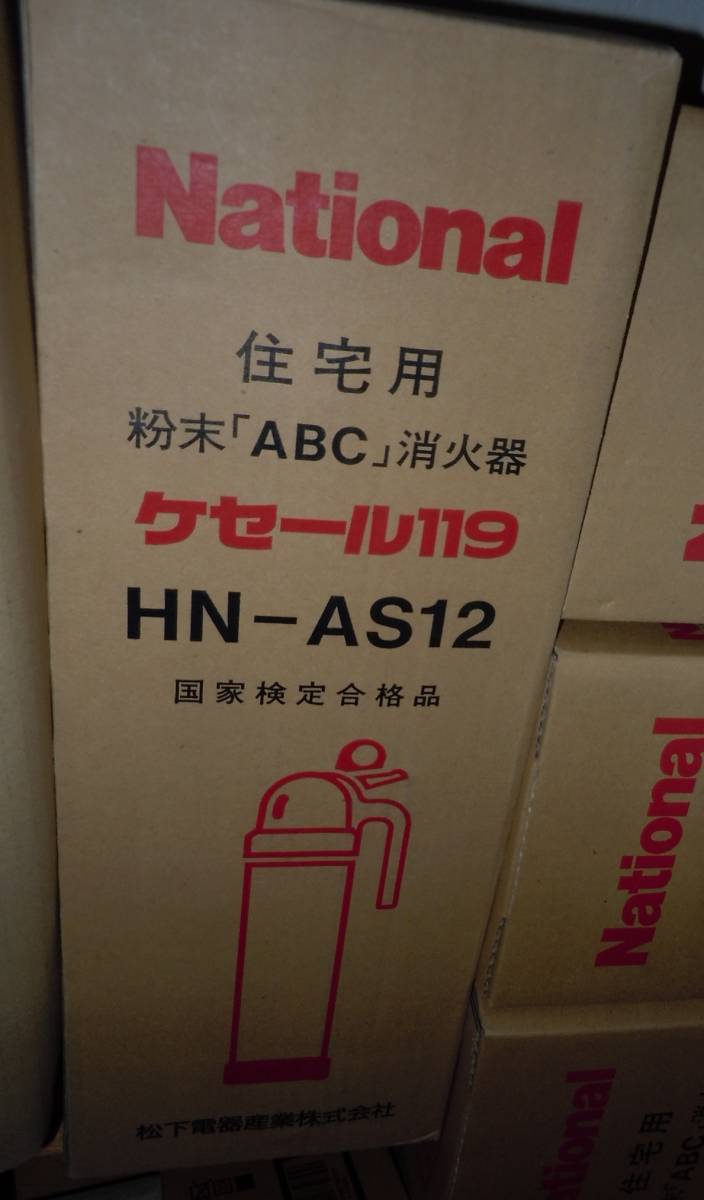 National
住宅用
粉末「ABC」消火器
ケセール119
HN-AS12
国家検定合格品
松下電器産業株式会社
National
National
住宅用